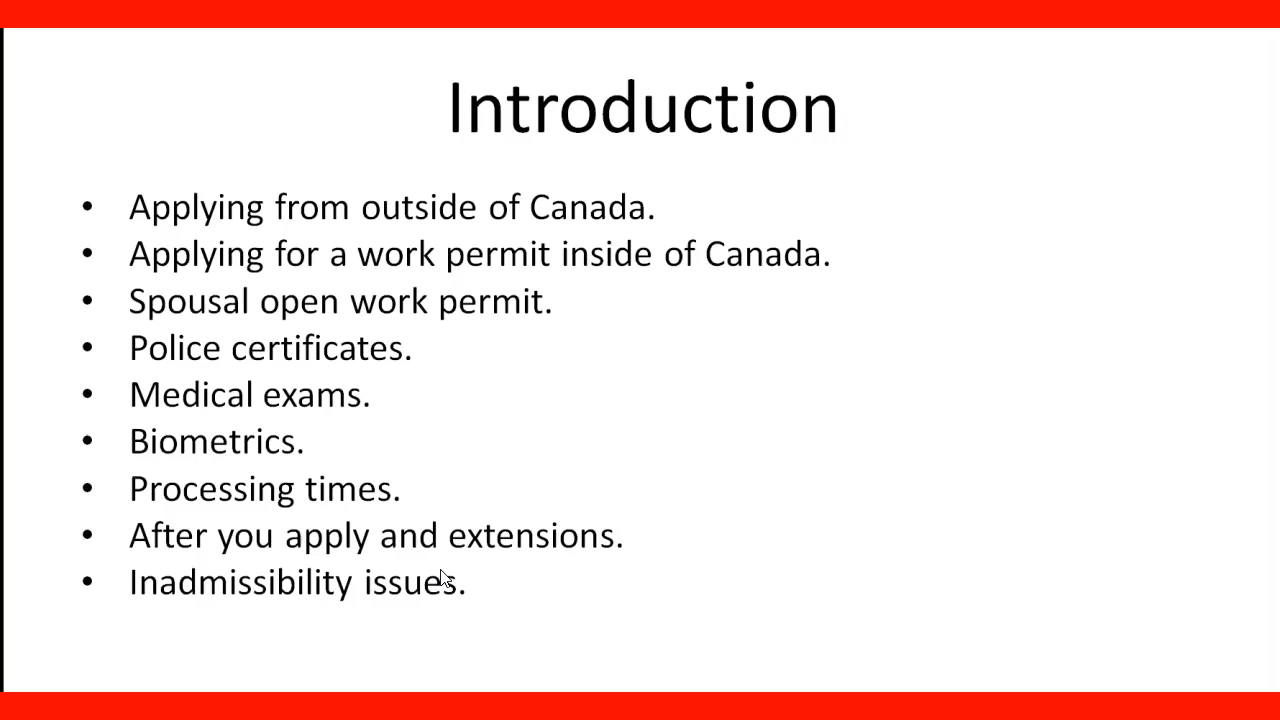 Introduction
• Applying from outside of Canada.
• Applying for a work permit inside of Canada.
• Spousal open work permit.
• Police certificates.
• Medical exams.
• Biometrics.
• Processing times.
• After you apply and extensions.
• Inadmissibility issues.